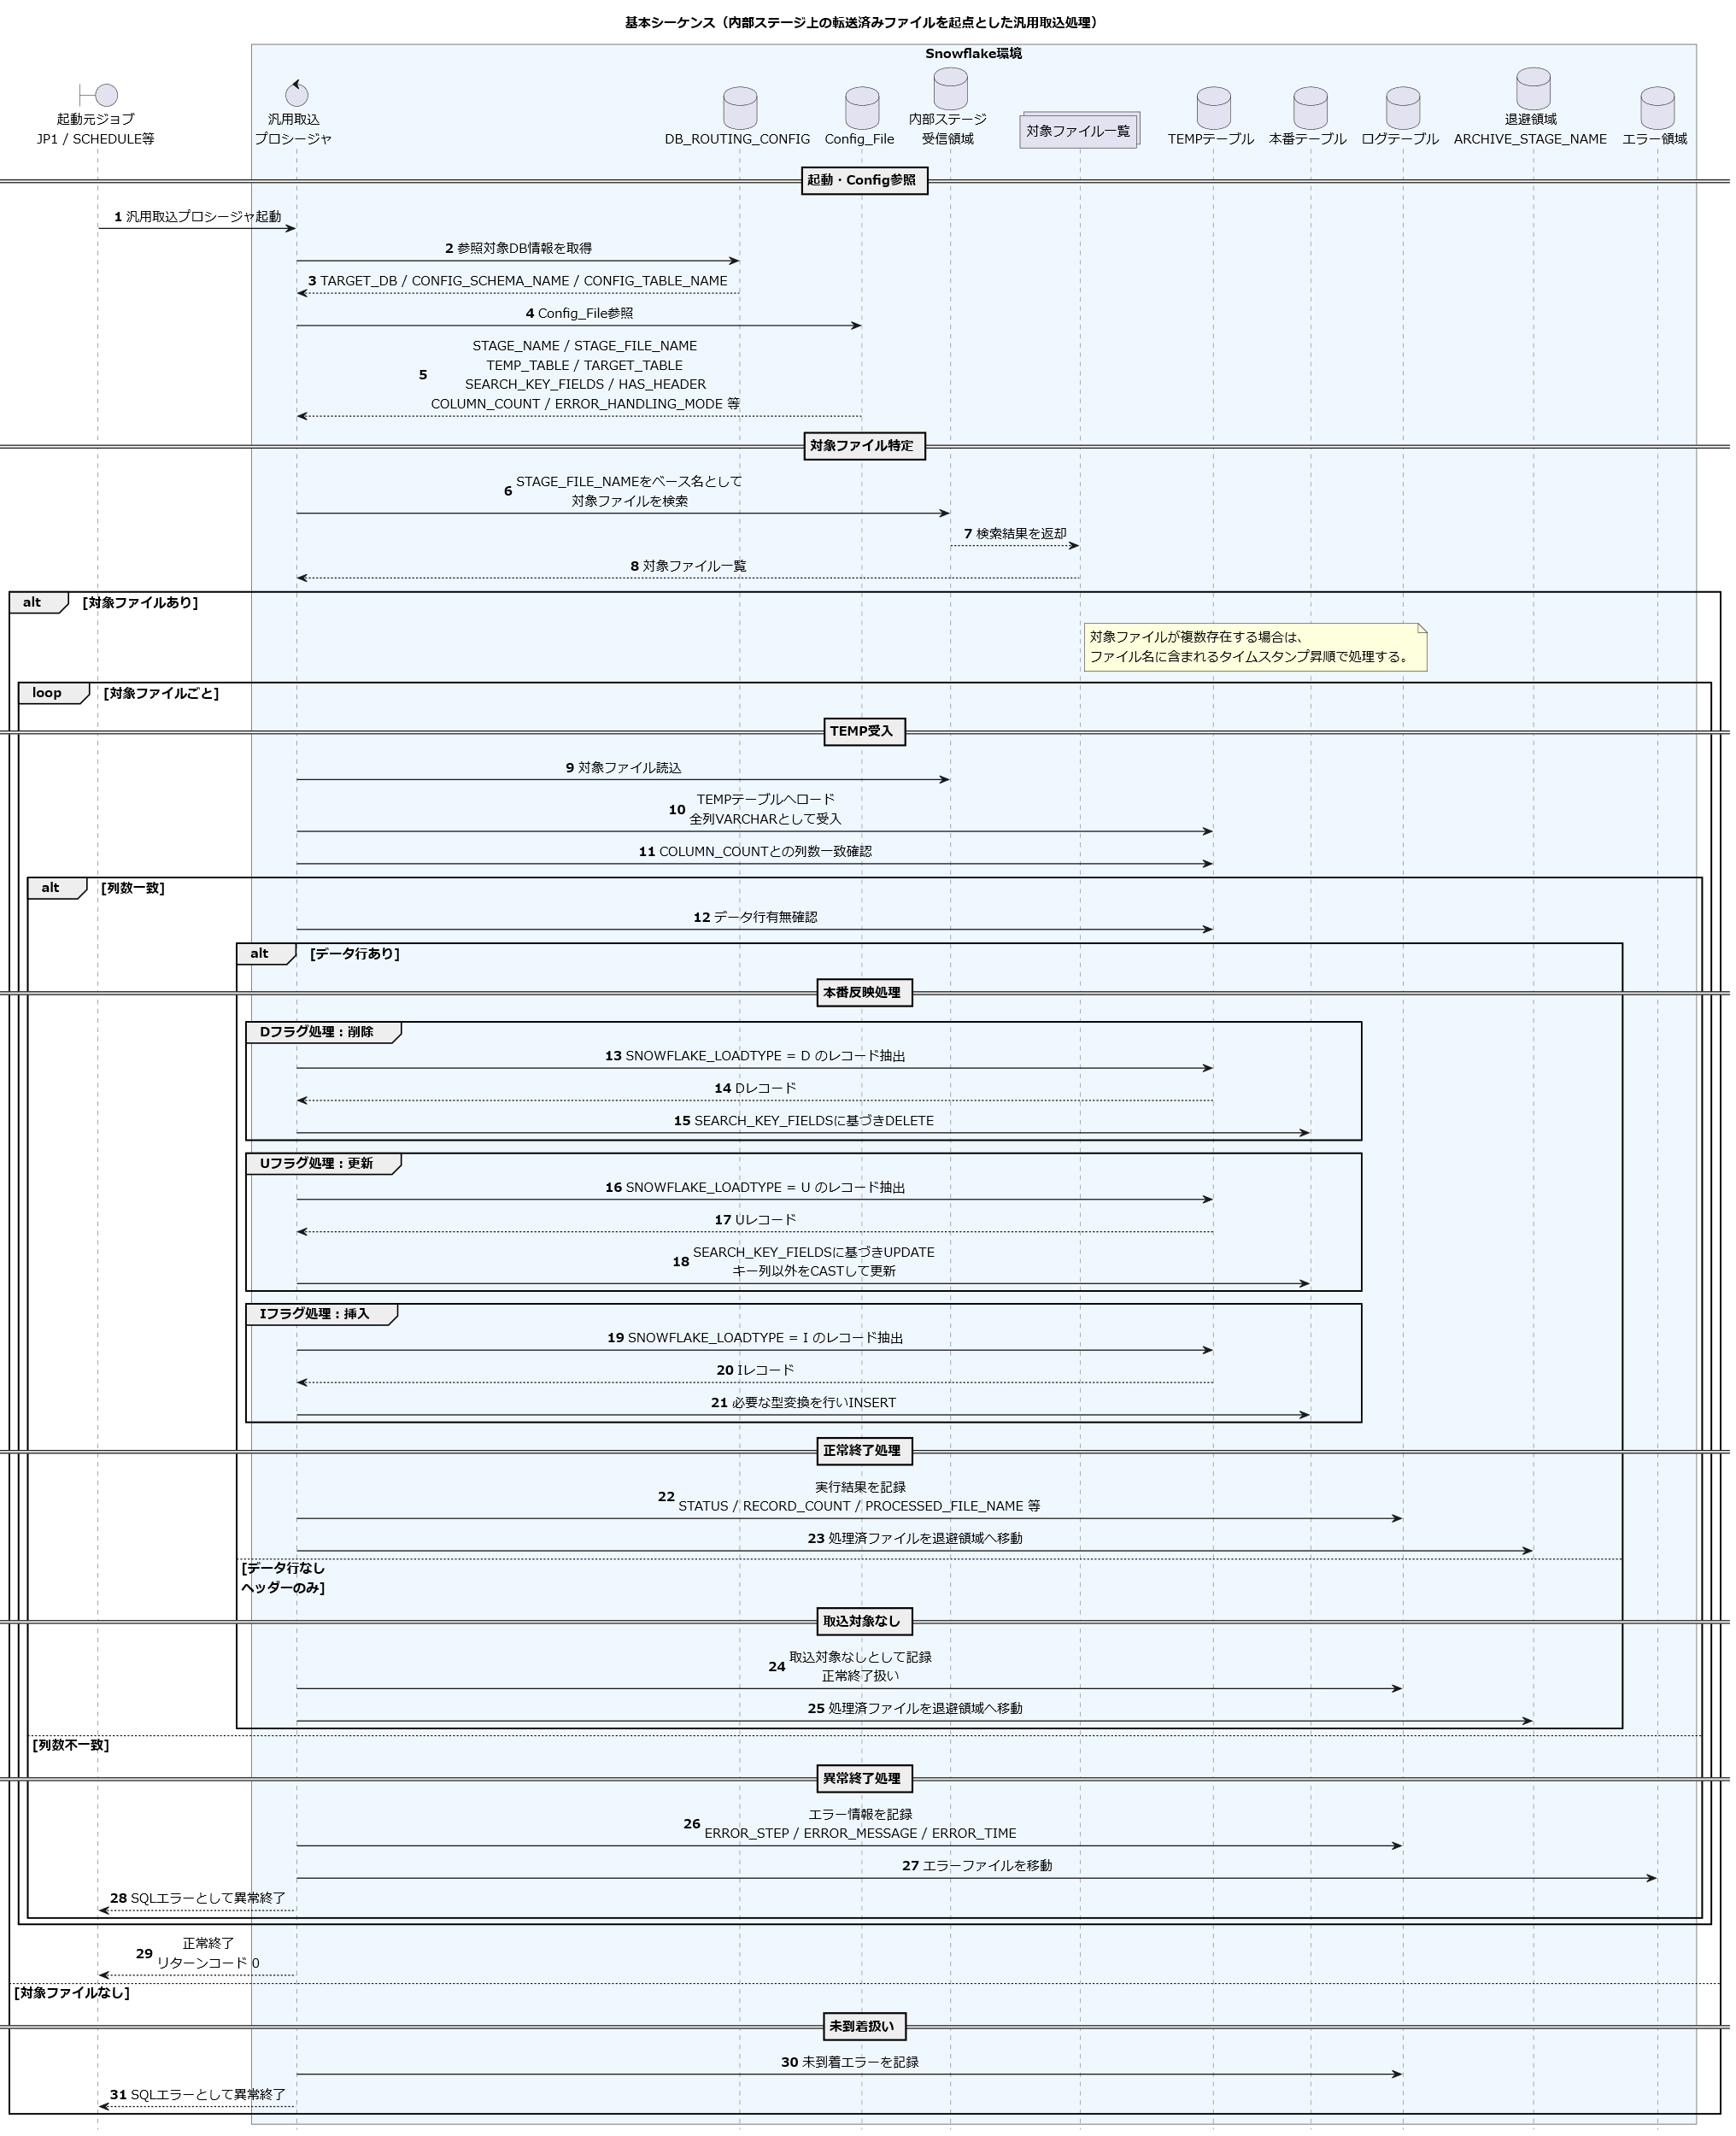 基本シーケンス（内部ステージ上の転送済みファイルを起点とした汎用取込処理）
Snowflake環境
起動元ジョブ
JP1 / SCHEDULE等
汎用取込
プロシージャ
DB_ROUTING_CONFIG
Config_File
内部ステージ
受信領域
対象ファイル一覧
TEMPテーブル
本番テーブル
ログテーブル
退避領域
ARCHIVE_STAGE_NAME
エラー領域
起動・Config参照
1 汎用取込プロシージャ起動
2 参照対象DB情報を取得
3 TARGET_DB / CONFIG_SCHEMA_NAME / CONFIG_TABLE_NAME
4 Config_File参照
5
STAGE_NAME / STAGE_FILE_NAME
TEMP_TABLE / TARGET_TABLE
SEARCH_KEY_FIELDS / HAS_HEADER
COLUMN_COUNT / ERROR_HANDLING_MODE 等
対象ファイル特定
6 STAGE_FILE_NAMEをベース名として
対象ファイルを検索
7 検索結果を返却
8 対象ファイル一覧
alt [対象ファイルあり]
対象ファイルが複数存在する場合は、
ファイル名に含まれるタイムスタンプ昇順で処理する。
loop [対象ファイルごと]
TEMP受入
9 対象ファイル読込
10 TEMPテーブルへロード
全列VARCHARとして受入
11 COLUMN_COUNTとの列数一致確認
alt [列数一致]
12 データ行有無確認
alt [データ行あり]
本番反映処理
Dフラグ処理：削除
13 SNOWFLAKE_LOADTYPE = D のレコード抽出
14 Dレコード
15 SEARCH_KEY_FIELDSに基づきDELETE
Uフラグ処理：更新
16 SNOWFLAKE_LOADTYPE = U のレコード抽出
17 Uレコード
18 SEARCH_KEY_FIELDSに基づきUPDATE
キー列以外をCASTして更新
Iフラグ処理：挿入
19 SNOWFLAKE_LOADTYPE = I のレコード抽出
20 Iレコード
21 必要な型変換を行いINSERT
正常終了処理
22 実行結果を記録
STATUS / RECORD_COUNT / PROCESSED_FILE_NAME 等
23 処理済ファイルを退避領域へ移動
[データ行なし
ヘッダーのみ]
取込対象なし
24 取込対象なしとして記録
正常終了扱い
25 処理済ファイルを退避領域へ移動
[列数不一致]
異常終了処理
26 エラー情報を記録
ERROR_STEP / ERROR_MESSAGE / ERROR_TIME
27 エラーファイルを移動
28 SQLエラーとして異常終了
29 正常終了
リターンコード 0
[対象ファイルなし]
未到着扱い
30 未到着エラーを記録
31 SQLエラーとして異常終了